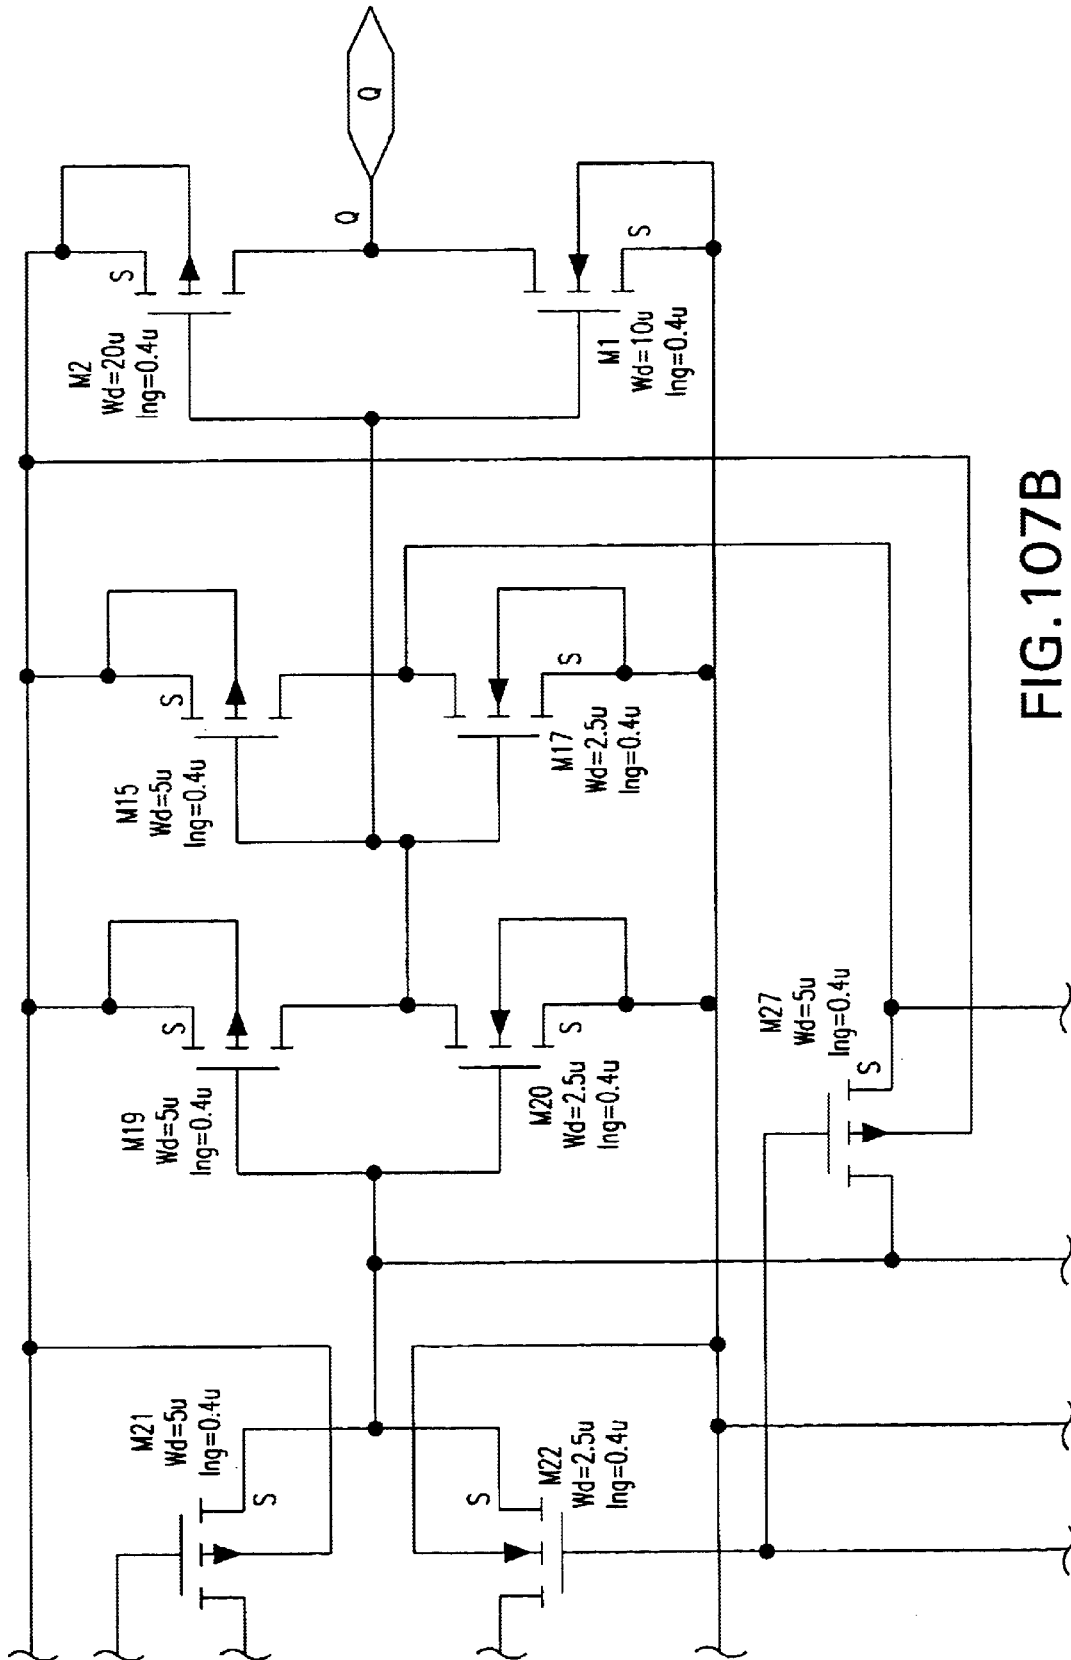 M21
Wd=5u
lng=0.4u
S
M19
Wd=5u
lng=0.4u
S
M15
Wd=5u
lng=0.4u
S
M2
Wd=20u
lng=0.4u
S
Q
Q
S
M22
Wd=2.5u
lng=0.4u
S
M20
Wd=2.5u
lng=0.4u
S
M17
Wd=2.5u
lng=0.4u
S
M1
Wd=10u
lng=0.4u
M27
Wd=5u
lng=0.4u
S
FIG.107B